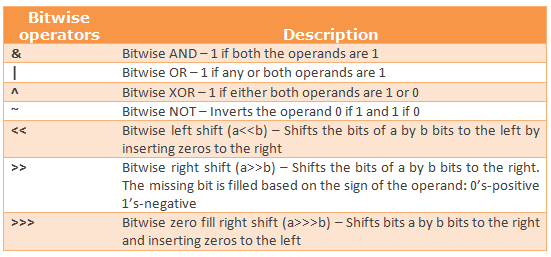 Bitwise operators Description
& Bitwise AND – 1 if both the operands are 1
| Bitwise OR – 1 if any or both operands are 1
^ Bitwise XOR – 1 if either both operands are 1 or 0
~ Bitwise NOT – Inverts the operand 0 if 1 and 1 if 0
<< Bitwise left shift (a<<b) – Shifts the bits of a by b bits to the left by
inserting zeros to the right
>> Bitwise right shift (a>>b) – Shifts the bits of a by b bits to the right.
The missing bit is filled based on the sign of the operand: 0's-positive
1's-negative
>>> Bitwise zero fill right shift (a>>>b) – Shifts bits a by b bits to the right
and inserting zeros to the left